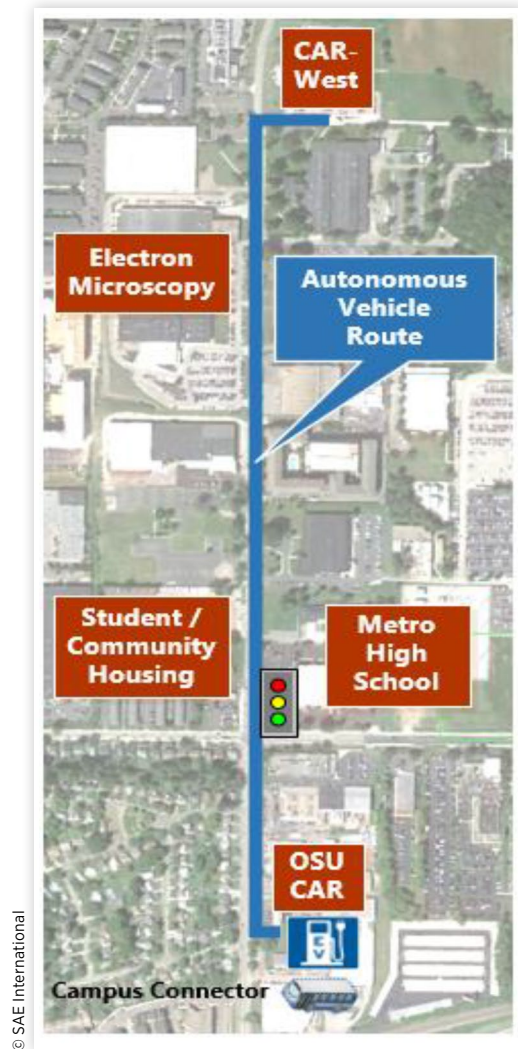 CAR-
West
Electron
Microscopy
Autonomous
Vehicle
Route
Student /
Community
Housing
Metro
High
School
OSU
CAR
EV
Campus Connector
© SAE International